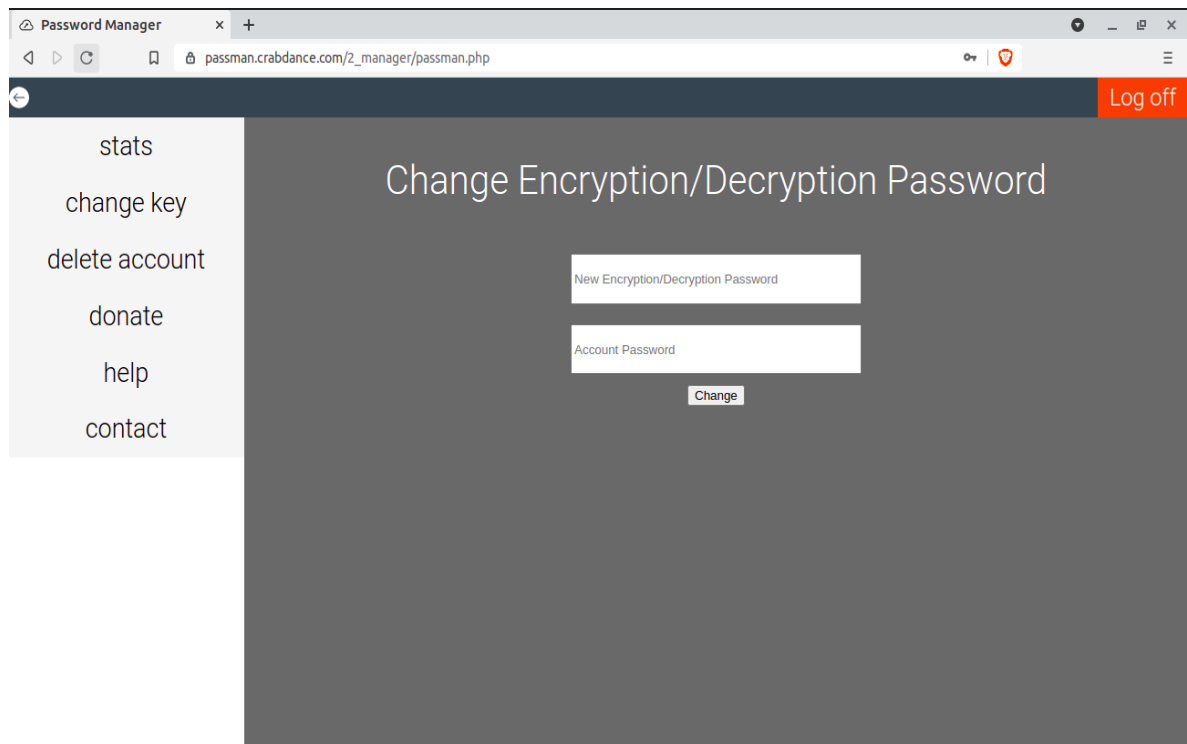 Password Manager
passman.crabdance.com/2_manager/passman.php
Log off
stats
change key
delete account
donate
help
contact
Change Encryption/Decryption Password
New Encryption/Decryption Password
Account Password
Change